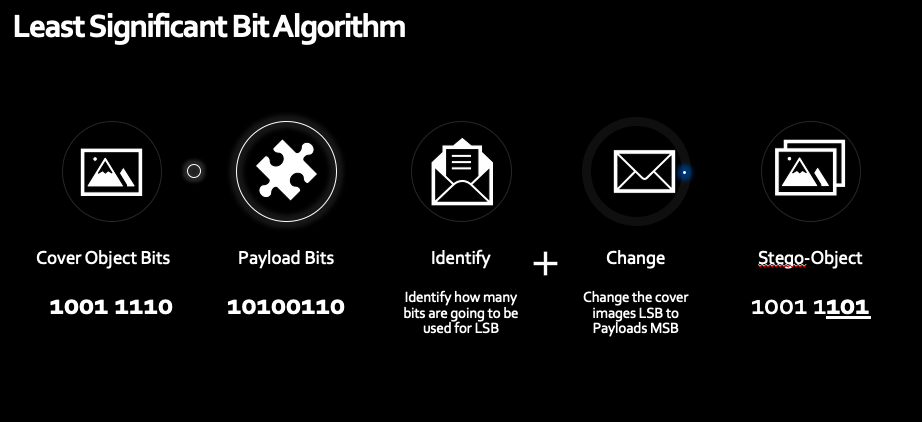 Least Significant Bit Algorithm
Cover Object Bits
1001 1110
Payload Bits
10100110
Identify
Identify how many
bits are going to be
used for LSB
+
Change
Change the cover
images LSB to
Payloads MSB
Stego-Object
1001 1101